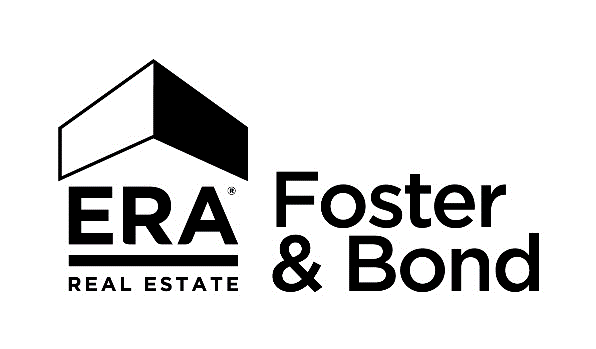 ERA®
REAL ESTATE
Foster
& Bond